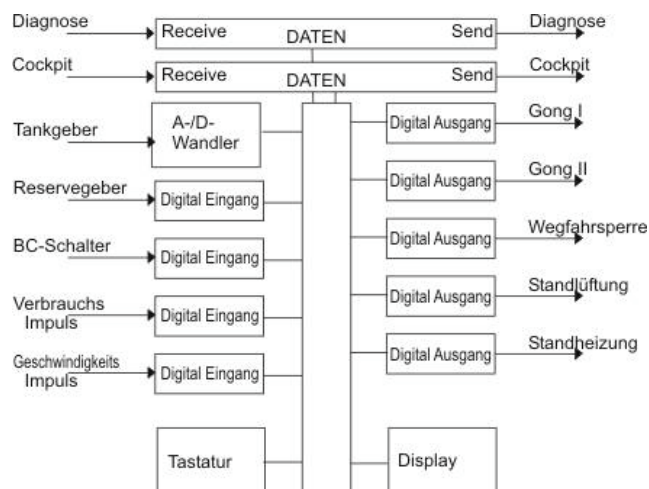 Diagnose
Receive
DATEN
Send
Diagnose
Cockpit
Receive
DATEN
Send
Cockpit
Tankgeber
A-/D-
Wandler
Digital Ausgang
Gong I
Reservegeber
Digital Eingang
Digital Ausgang
Gong II
BC-Schalter
Digital Eingang
Digital Ausgang
Wegfahrsperre
Verbrauchs
Impuls
Digital Eingang
Digital Ausgang
Standlüftung
Geschwindigkeits
Impuls
Digital Eingang
Digital Ausgang
Standheizung
Tastatur
Display